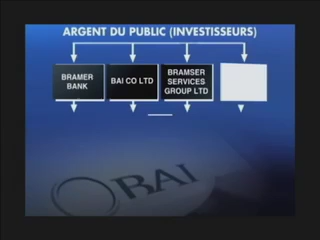 ARGENT DU PUBLIC (INVESTISSEURS)
BRAMER
BANK
BAI CO LTD
BRAMSER
SERVICES
GROUP LTD
BAI